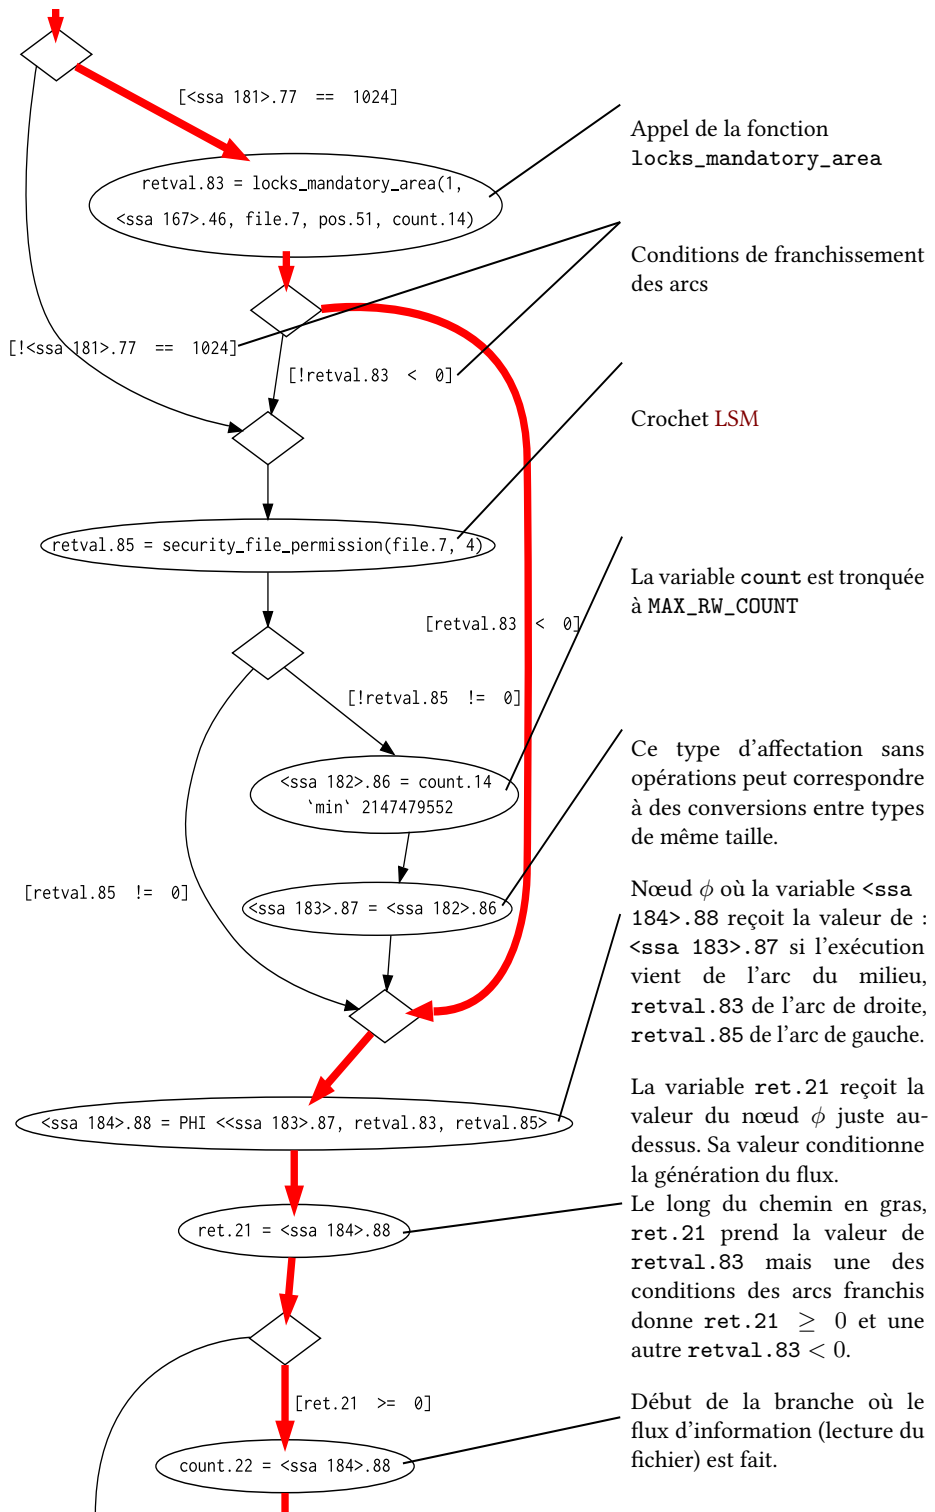 [<ssa 181>.77 == 1024]
Appel de la fonction
locks_mandatory_area
retval.83 = locks_mandatory_area(1,
<ssa 167>.46, file.7, pos.51, count.14)
Conditions de franchissement
des arcs
[!<ssa 181>.77 == 1024]
[!retval.83 < 0]
Crochet LSM
retval.85 = security_file_permission(file.7, 4)
La variable count est tronquée
à MAX_RW_COUNT
[retval.83 < 0]
[!retval.85 != 0]
<ssa 182>.86 = count.14
`min` 2147479552
Ce type d'affectation sans
opérations peut correspondre
à des conversions entre types
de même taille.
[retval.85 != 0]
<ssa 183>.87 = <ssa 182>.86
Nœud ϕ où la variable <ssa
184>.88 reçoit la valeur de :
<ssa 183>.87 si l'exécution
vient de l'arc du milieu,
retval.83 de l'arc de droite,
retval.85 de l'arc de gauche.
<ssa 184>.88 = PHI <<ssa 183>.87, retval.83, retval.85>
La variable ret.21 reçoit la
valeur du nœud ϕ juste au-
dessus. Sa valeur conditionne
la génération du flux.
Le long du chemin en gras,
ret.21 prend la valeur de
retval.83 mais une des
conditions des arcs franchis
donne ret.21 ≥ 0 et une
autre retval.83 < 0.
ret.21 = <ssa 184>.88
[ret.21 >= 0]
Début de la branche où le
flux d'information (lecture du
fichier) est fait.
count.22 = <ssa 184>.88